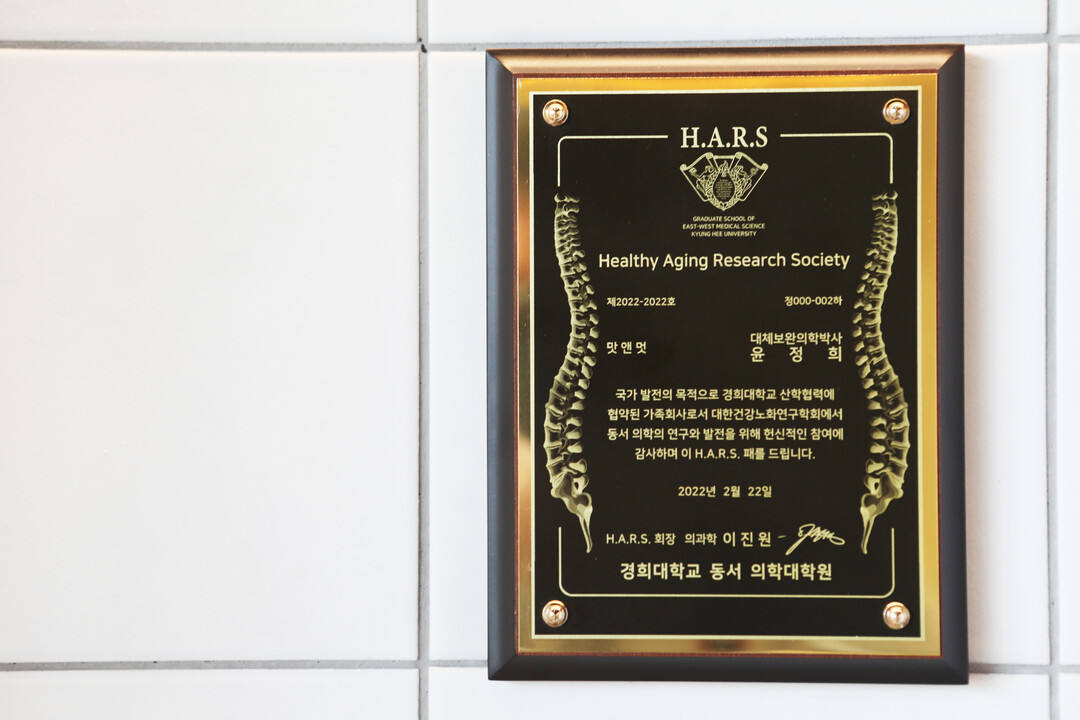 H.A.R.S
GRADUATE SCHOOL OF
EAST-WEST MEDICAL SCIENCE
KYUNG HEE UNIVERSITY
Healthy Aging Research Society
제2022-2022호 정000-002하
맛앤멋 대체보완의학박사
윤 정 희
국가 발전의 목적으로 경희대학교 산학협력에
협약된 가족회사로서 대한건강노화연구학회에서
동서 의학의 연구와 발전을 위해 헌신적인 참여에
감사하며 이 H.A.R.S. 패를 드립니다.
2022년 2월 22일
H.A.R.S. 회장 의과학 이 진 원
경희대학교 동서 의학대학원